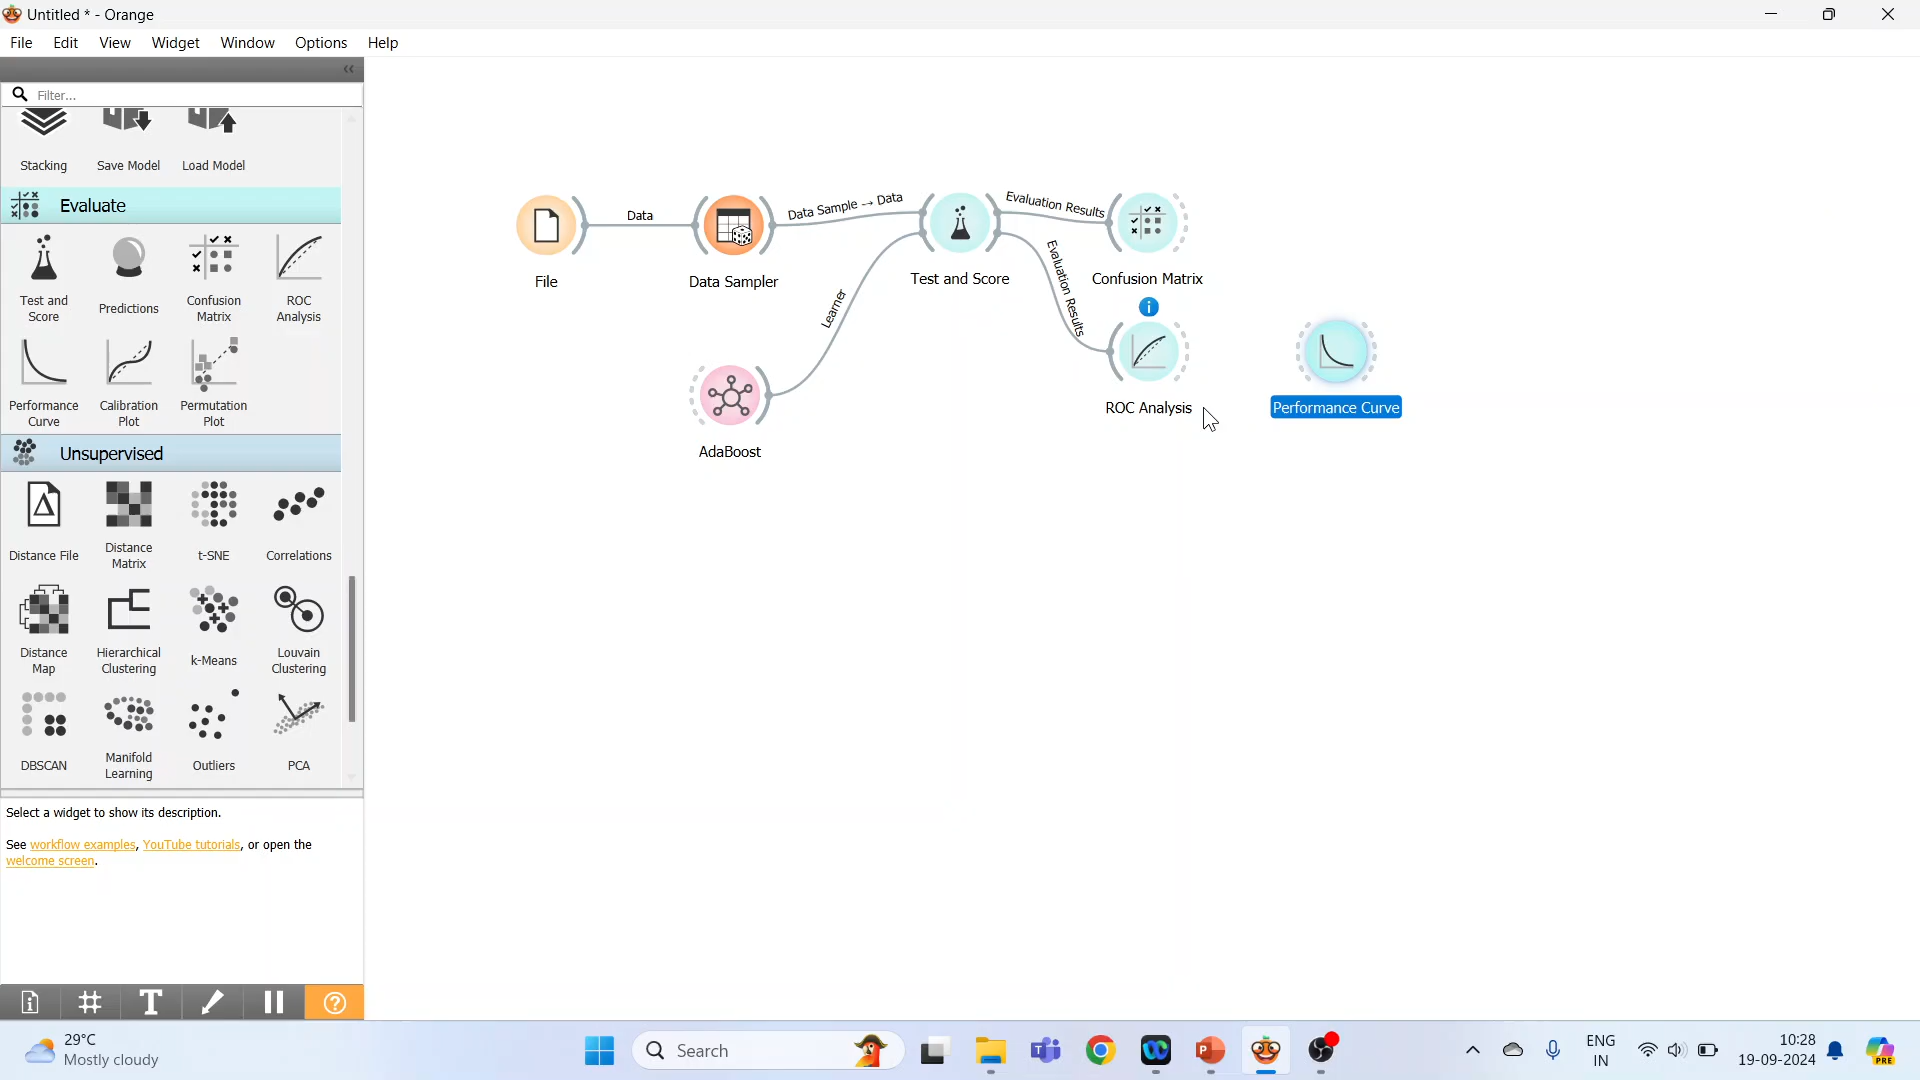 Untitled * - Orange
File Edit View Widget Window Options Help
Filter...
Stacking Save Model Load Model
Evaluate
Test and Score
Predictions
Confusion Matrix
ROC Analysis
Performance Curve
Calibration Plot
Permutation Plot
Unsupervised
Distance File
Distance Matrix
t-SNE
Correlations
Distance Map
Hierarchical Clustering
k-Means
Louvain Clustering
DBSCAN
Manifold Learning
Outliers
PCA
Select a widget to show its description.
See workflow examples, YouTube tutorials, or open the
welcome screen.
File
Data
Data Sampler
Data Sample → Data
Learner
AdaBoost
Test and Score
Evaluation Results
Evaluation Results
Confusion Matrix
ROC Analysis
Performance Curve
29°C
Mostly cloudy
Search
ENG
IN
10:28
19-09-2024
PRE